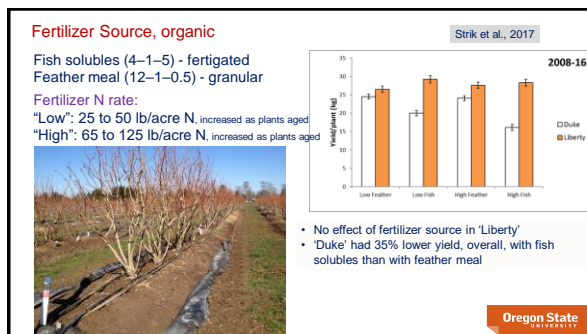 Fertilizer Source, organic
Strik et al., 2017
Fish solubles (4–1–5) - fertigated
Feather meal (12–1–0.5) - granular
Fertilizer N rate:
“Low”: 25 to 50 lb/acre N, increased as plants aged
“High”: 65 to 125 lb/acre N, increased as plants aged
2008-16
Yield/plant (kg)
35
30
25
20
15
10
5
0
Low Feather Low Fish High Feather High Fish
Duke
Liberty
• No effect of fertilizer source in ‘Liberty’
• ‘Duke’ had 35% lower yield, overall, with fish
solubles than with feather meal
Oregon State
UNIVERSITY